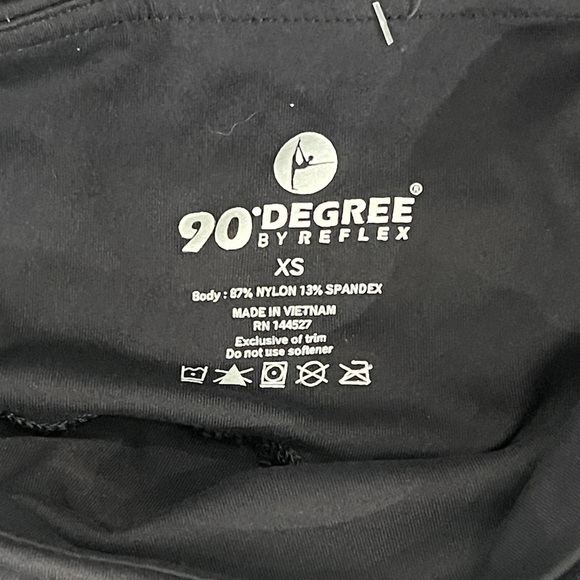 90° DEGREE®
BY REFLEX
XS
Body : 87% NYLON 13% SPANDEX
MADE IN VIETNAM
RN 144527
Exclusive of trim
Do not use softener